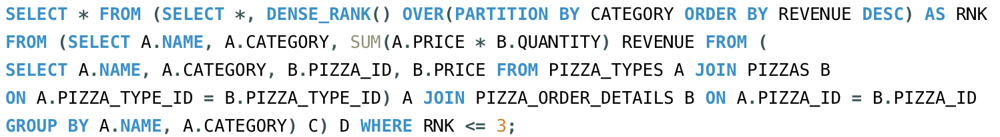 SELECT * FROM (SELECT *, DENSE_RANK() OVER(PARTITION BY CATEGORY ORDER BY REVENUE DESC) AS RNK
FROM (SELECT A.NAME, A.CATEGORY, SUM(A.PRICE * B.QUANTITY) REVENUE FROM (
SELECT A.NAME, A.CATEGORY, B.PIZZA_ID, B.PRICE FROM PIZZA_TYPES A JOIN PIZZAS B
ON A.PIZZA_TYPE_ID = B.PIZZA_TYPE_ID) A JOIN PIZZA_ORDER_DETAILS B ON A.PIZZA_ID = B.PIZZA_ID
GROUP BY A.NAME, A.CATEGORY) C) D WHERE RNK <= 3;